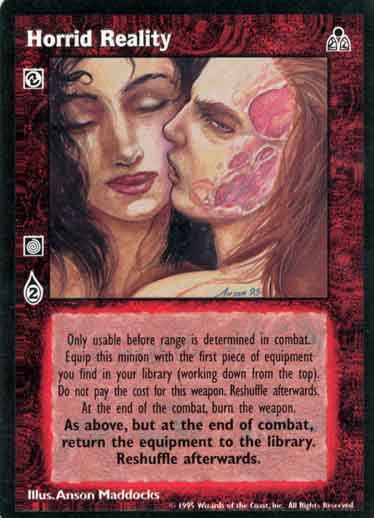 Horrid Reality
ANSON 95
2
Only usable before range is determined in combat.
Equip this minion with the first piece of equipment
you find in your library (working down from the top).
Do not pay the cost for this weapon. Reshuffle afterwards.
At the end of the combat, burn the weapon.
As above, but at the end of combat,
return the equipment to the library.
Reshuffle afterwards.
Illus. Anson Maddocks
© 1995 Wizards of the Coast, Inc. All Rights Reserved